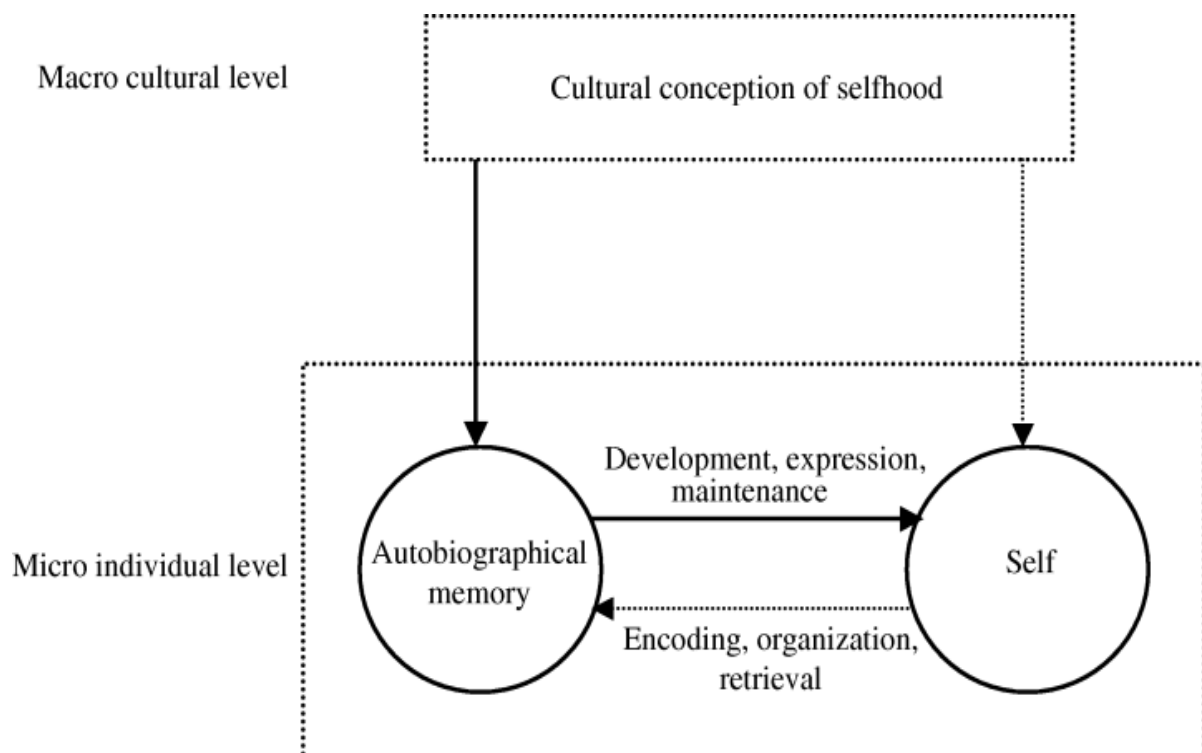 Macro cultural level
Cultural conception of selfhood
Development, expression,
maintenance
Micro individual level
Autobiographical
memory
Self
Encoding, organization,
retrieval